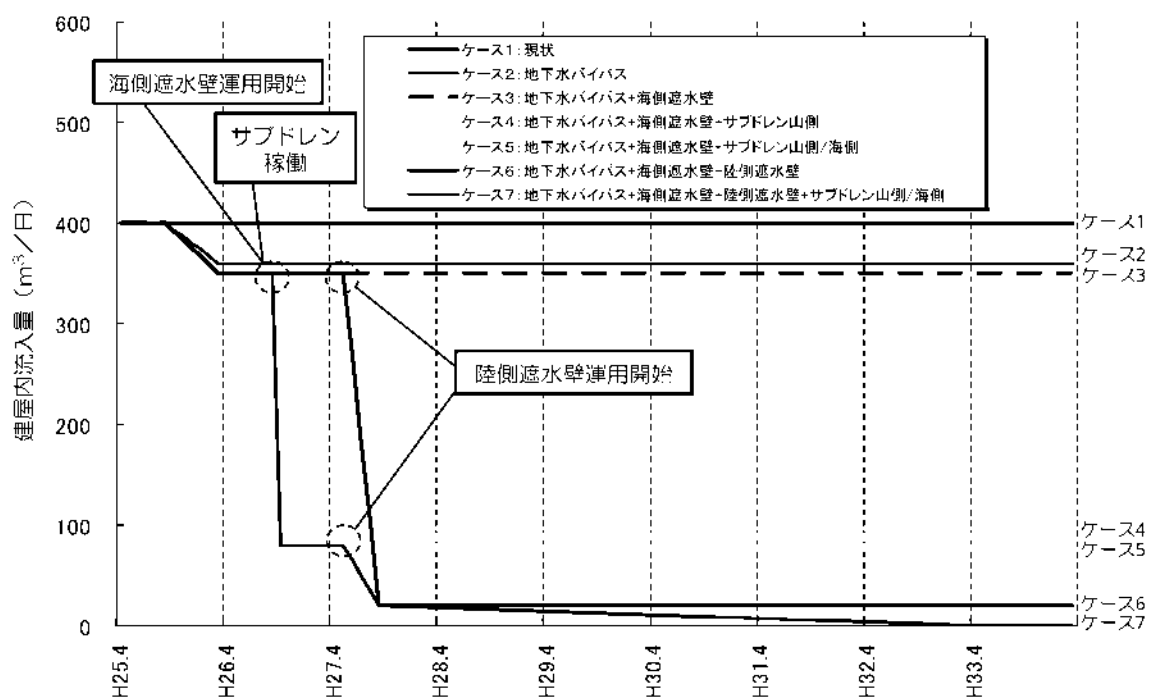 600
500
400
300
200
100
0
建屋内流入量（m³／日）
海側遮水壁運用開始
サブドレン
稼働
陸側遮水壁運用開始
ケース1：現状
ケース2：地下水バイパス
ケース3：地下水バイパス+海側遮水壁
ケース4：地下水バイパス+海側遮水壁+サブドレン山側
ケース5：地下水バイパス+海側遮水壁+サブドレン山側/海側
ケース6：地下水バイパス+海側遮水壁+陸側遮水壁
ケース7：地下水バイパス+海側遮水壁+陸側遮水壁+サブドレン山側/海側
ケース1
ケース2
ケース3
ケース4
ケース5
ケース6
ケース7
H25.4
H26.4
H27.4
H28.4
H29.4
H30.4
H31.4
H32.4
H33.4